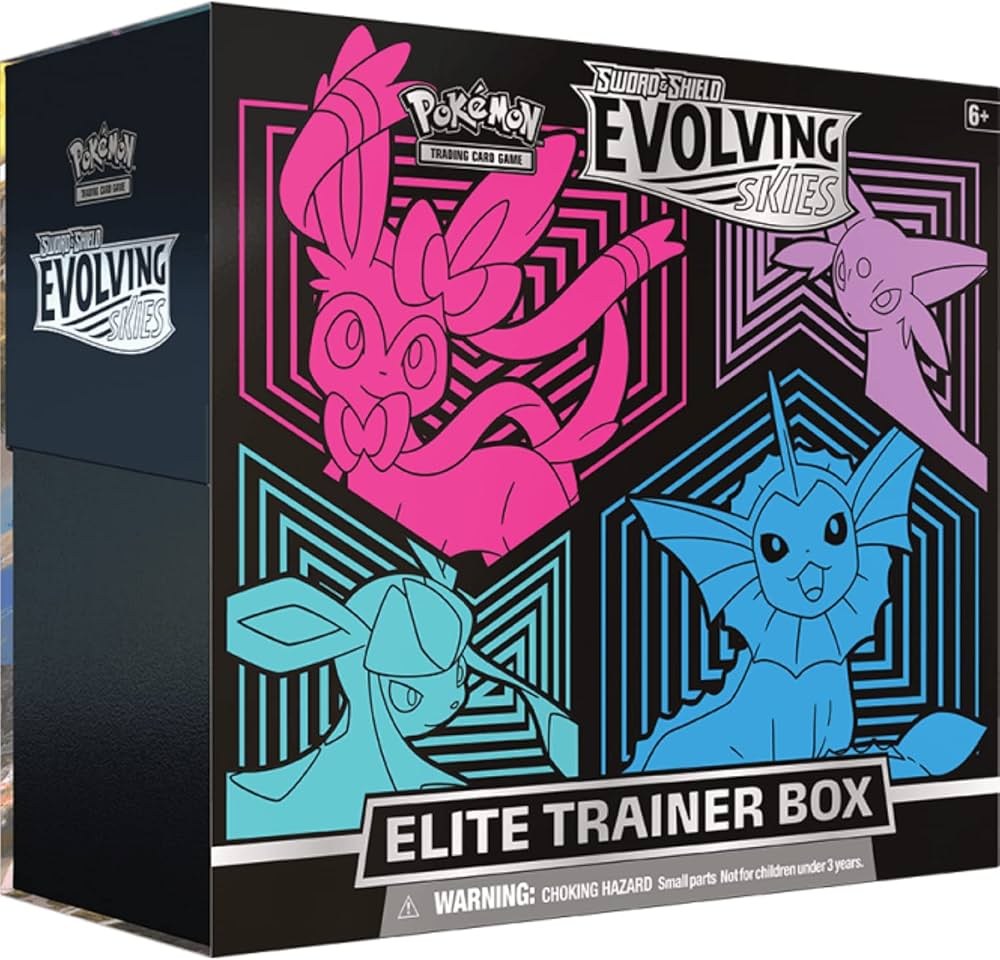 POKéMON
TRADING CARD GAME
SWORD & SHIELD
EVOLVING
SKIES
POKéMON
TRADING CARD GAME
SWORD & SHIELD
EVOLVING
SKIES
6+
ELITE TRAINER BOX
WARNING: CHOKING HAZARD Small parts Not for children under 3 years.